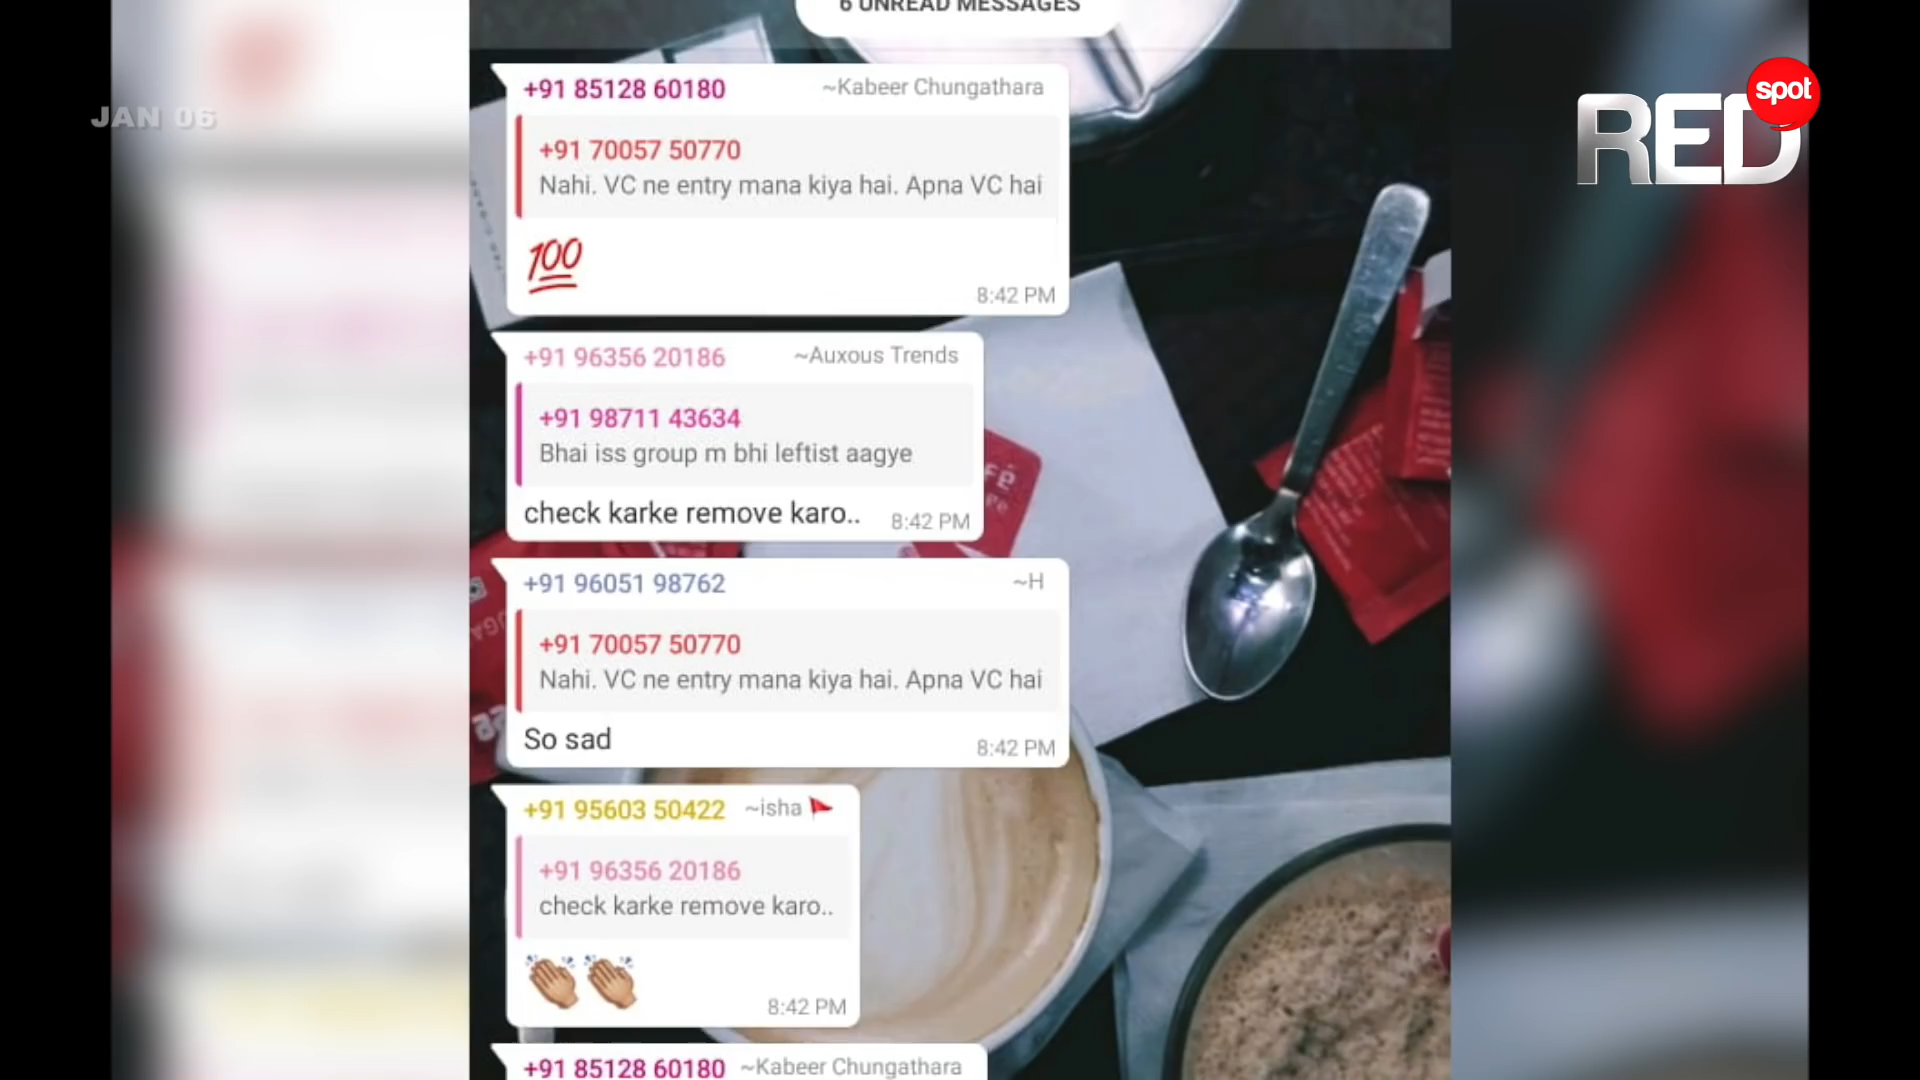 6 UNREAD MESSAGES
+91 85128 60180 ~Kabeer Chungathara
+91 70057 50770
Nahi. VC ne entry mana kiya hai. Apna VC hai
💯
8:42 PM
+91 96356 20186 ~Auxous Trends
+91 98711 43634
Bhai iss group m bhi leftist aagye
check karke remove karo.. 8:42 PM
+91 96051 98762 ~H
+91 70057 50770
Nahi. VC ne entry mana kiya hai. Apna VC hai
So sad 8:42 PM
+91 95603 50422 ~isha 🚩
+91 96356 20186
check karke remove karo..
👏🏼👏🏼
8:42 PM
+91 85128 60180 ~Kabeer Chungathara
JAN 06
RED spot